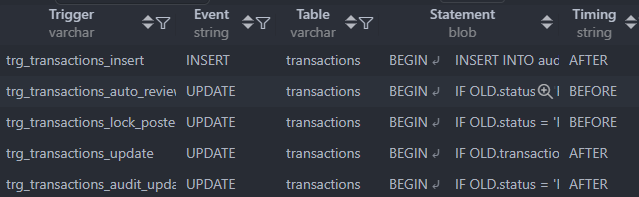 Trigger Event Table Statement Timing
varchar string varchar blob string
trg_transactions_insert INSERT transactions BEGIN ↲ INSERT INTO auc AFTER
trg_transactions_auto_review UPDATE transactions BEGIN ↲ IF OLD.status BEFORE
trg_transactions_lock_poste UPDATE transactions BEGIN ↲ IF OLD.status = ' BEFORE
trg_transactions_update UPDATE transactions BEGIN ↲ IF OLD.transactio AFTER
trg_transactions_audit_upda UPDATE transactions BEGIN ↲ IF OLD.status = ' AFTER